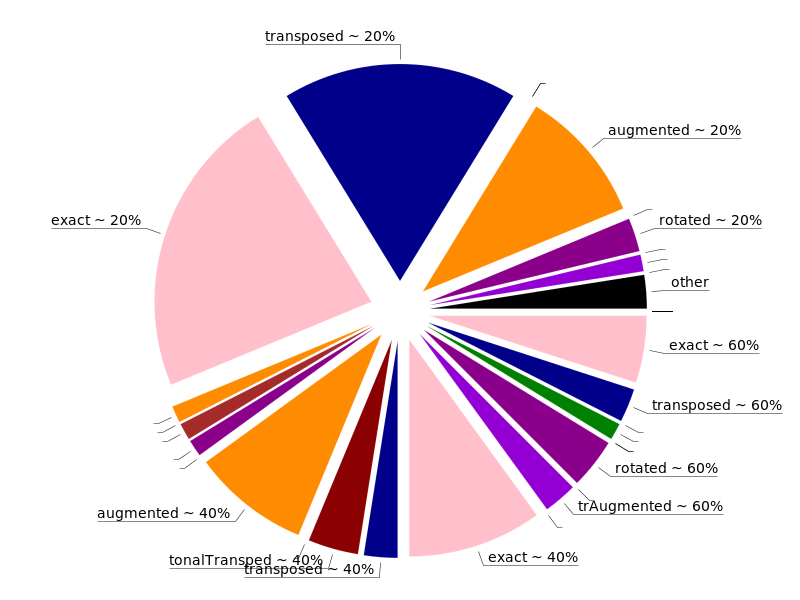 transposed ~ 20%
augmented ~ 20%
exact ~ 20%
rotated ~ 20%
other
exact ~ 60%
transposed ~ 60%
rotated ~ 60%
trAugmented ~ 60%
augmented ~ 40%
exact ~ 40%
tonalTransped ~ 40%
transposed ~ 40%